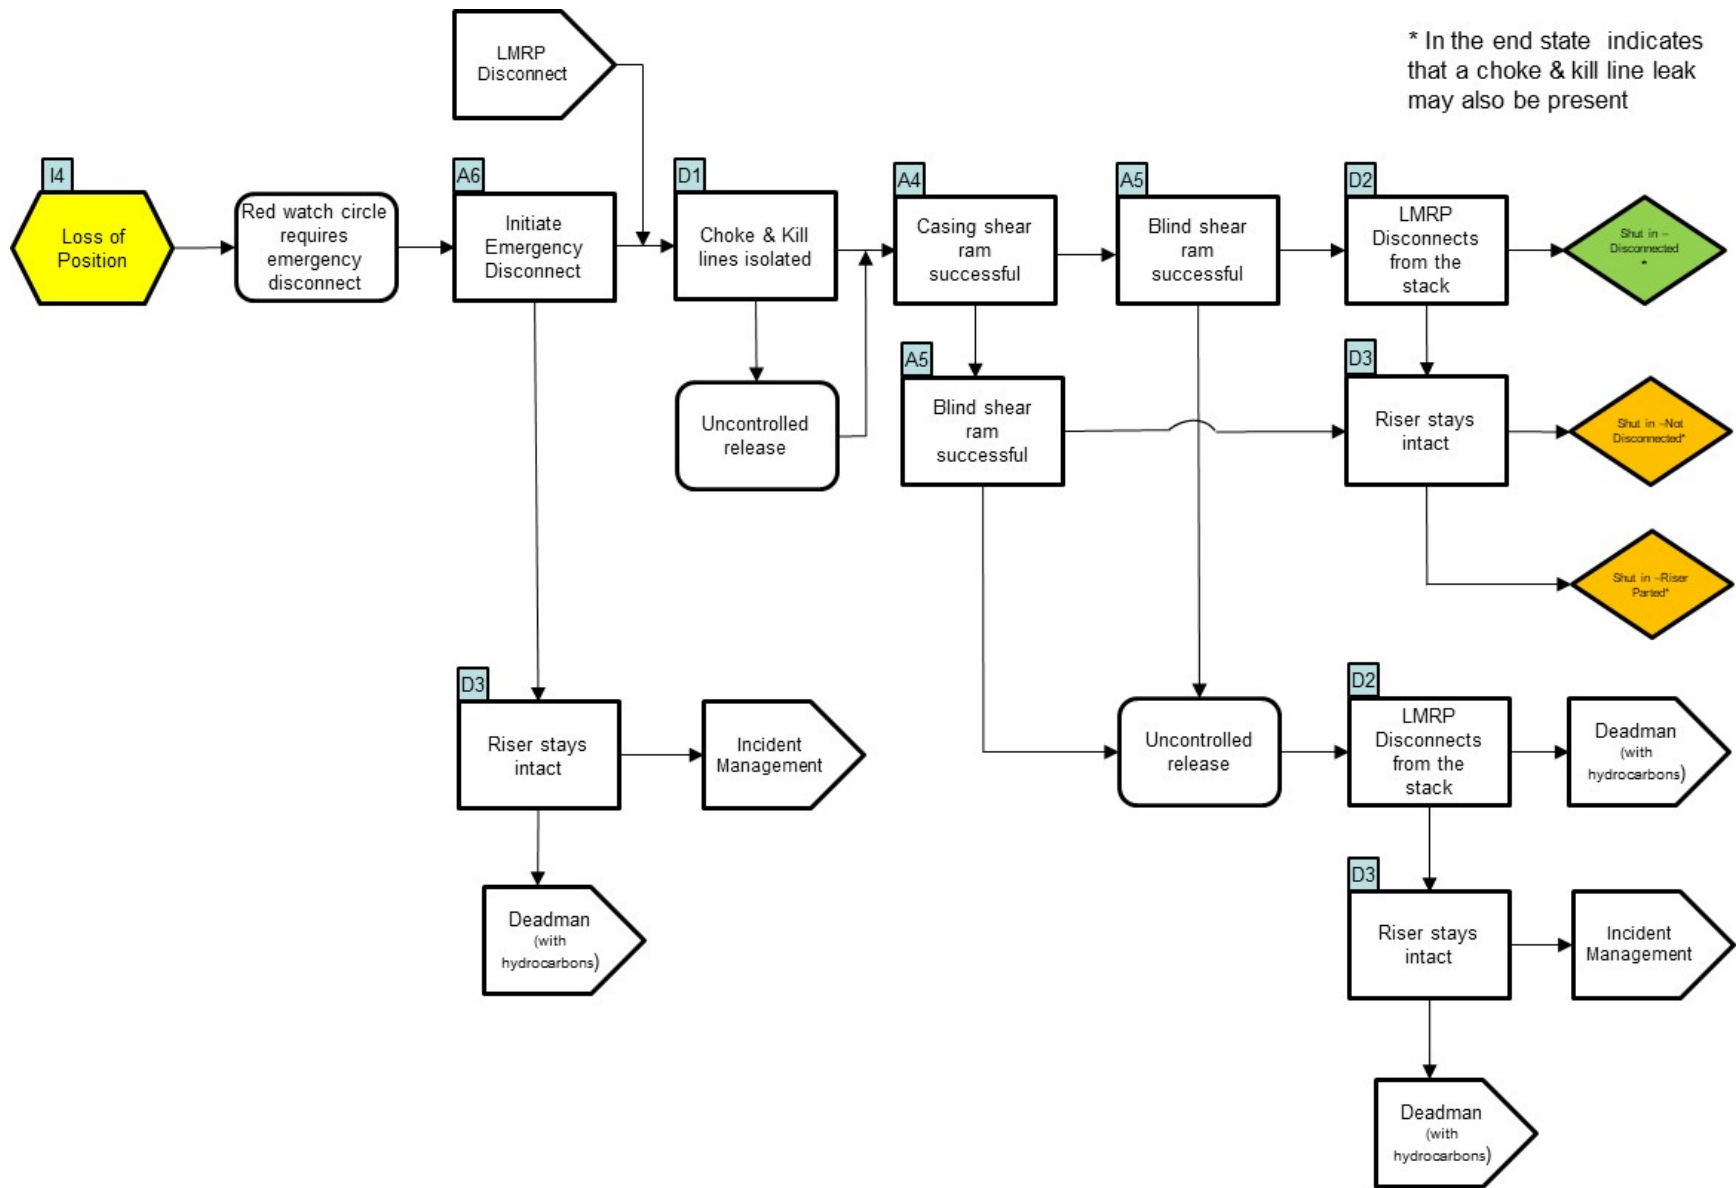 LMRP
Disconnect
* In the end state indicates
that a choke & kill line leak
may also be present
I4
Loss of
Position
Red watch circle
requires
emergency
disconnect
A6
Initiate
Emergency
Disconnect
D1
Choke & Kill
lines isolated
A4
Casing shear
ram
successful
A5
Blind shear
ram
successful
D2
LMRP
Disconnects
from the
stack
Shut in –
Disconnected
*
Uncontrolled
release
A5
Blind shear
ram
successful
D3
Riser stays
intact
Shut in –Not
Disconnected*
Shut in –Riser
Parted*
D3
Riser stays
intact
Incident
Management
Uncontrolled
release
D2
LMRP
Disconnects
from the
stack
Deadman
(with
hydrocarbons)
Deadman
(with
hydrocarbons)
D3
Riser stays
intact
Incident
Management
Deadman
(with
hydrocarbons)